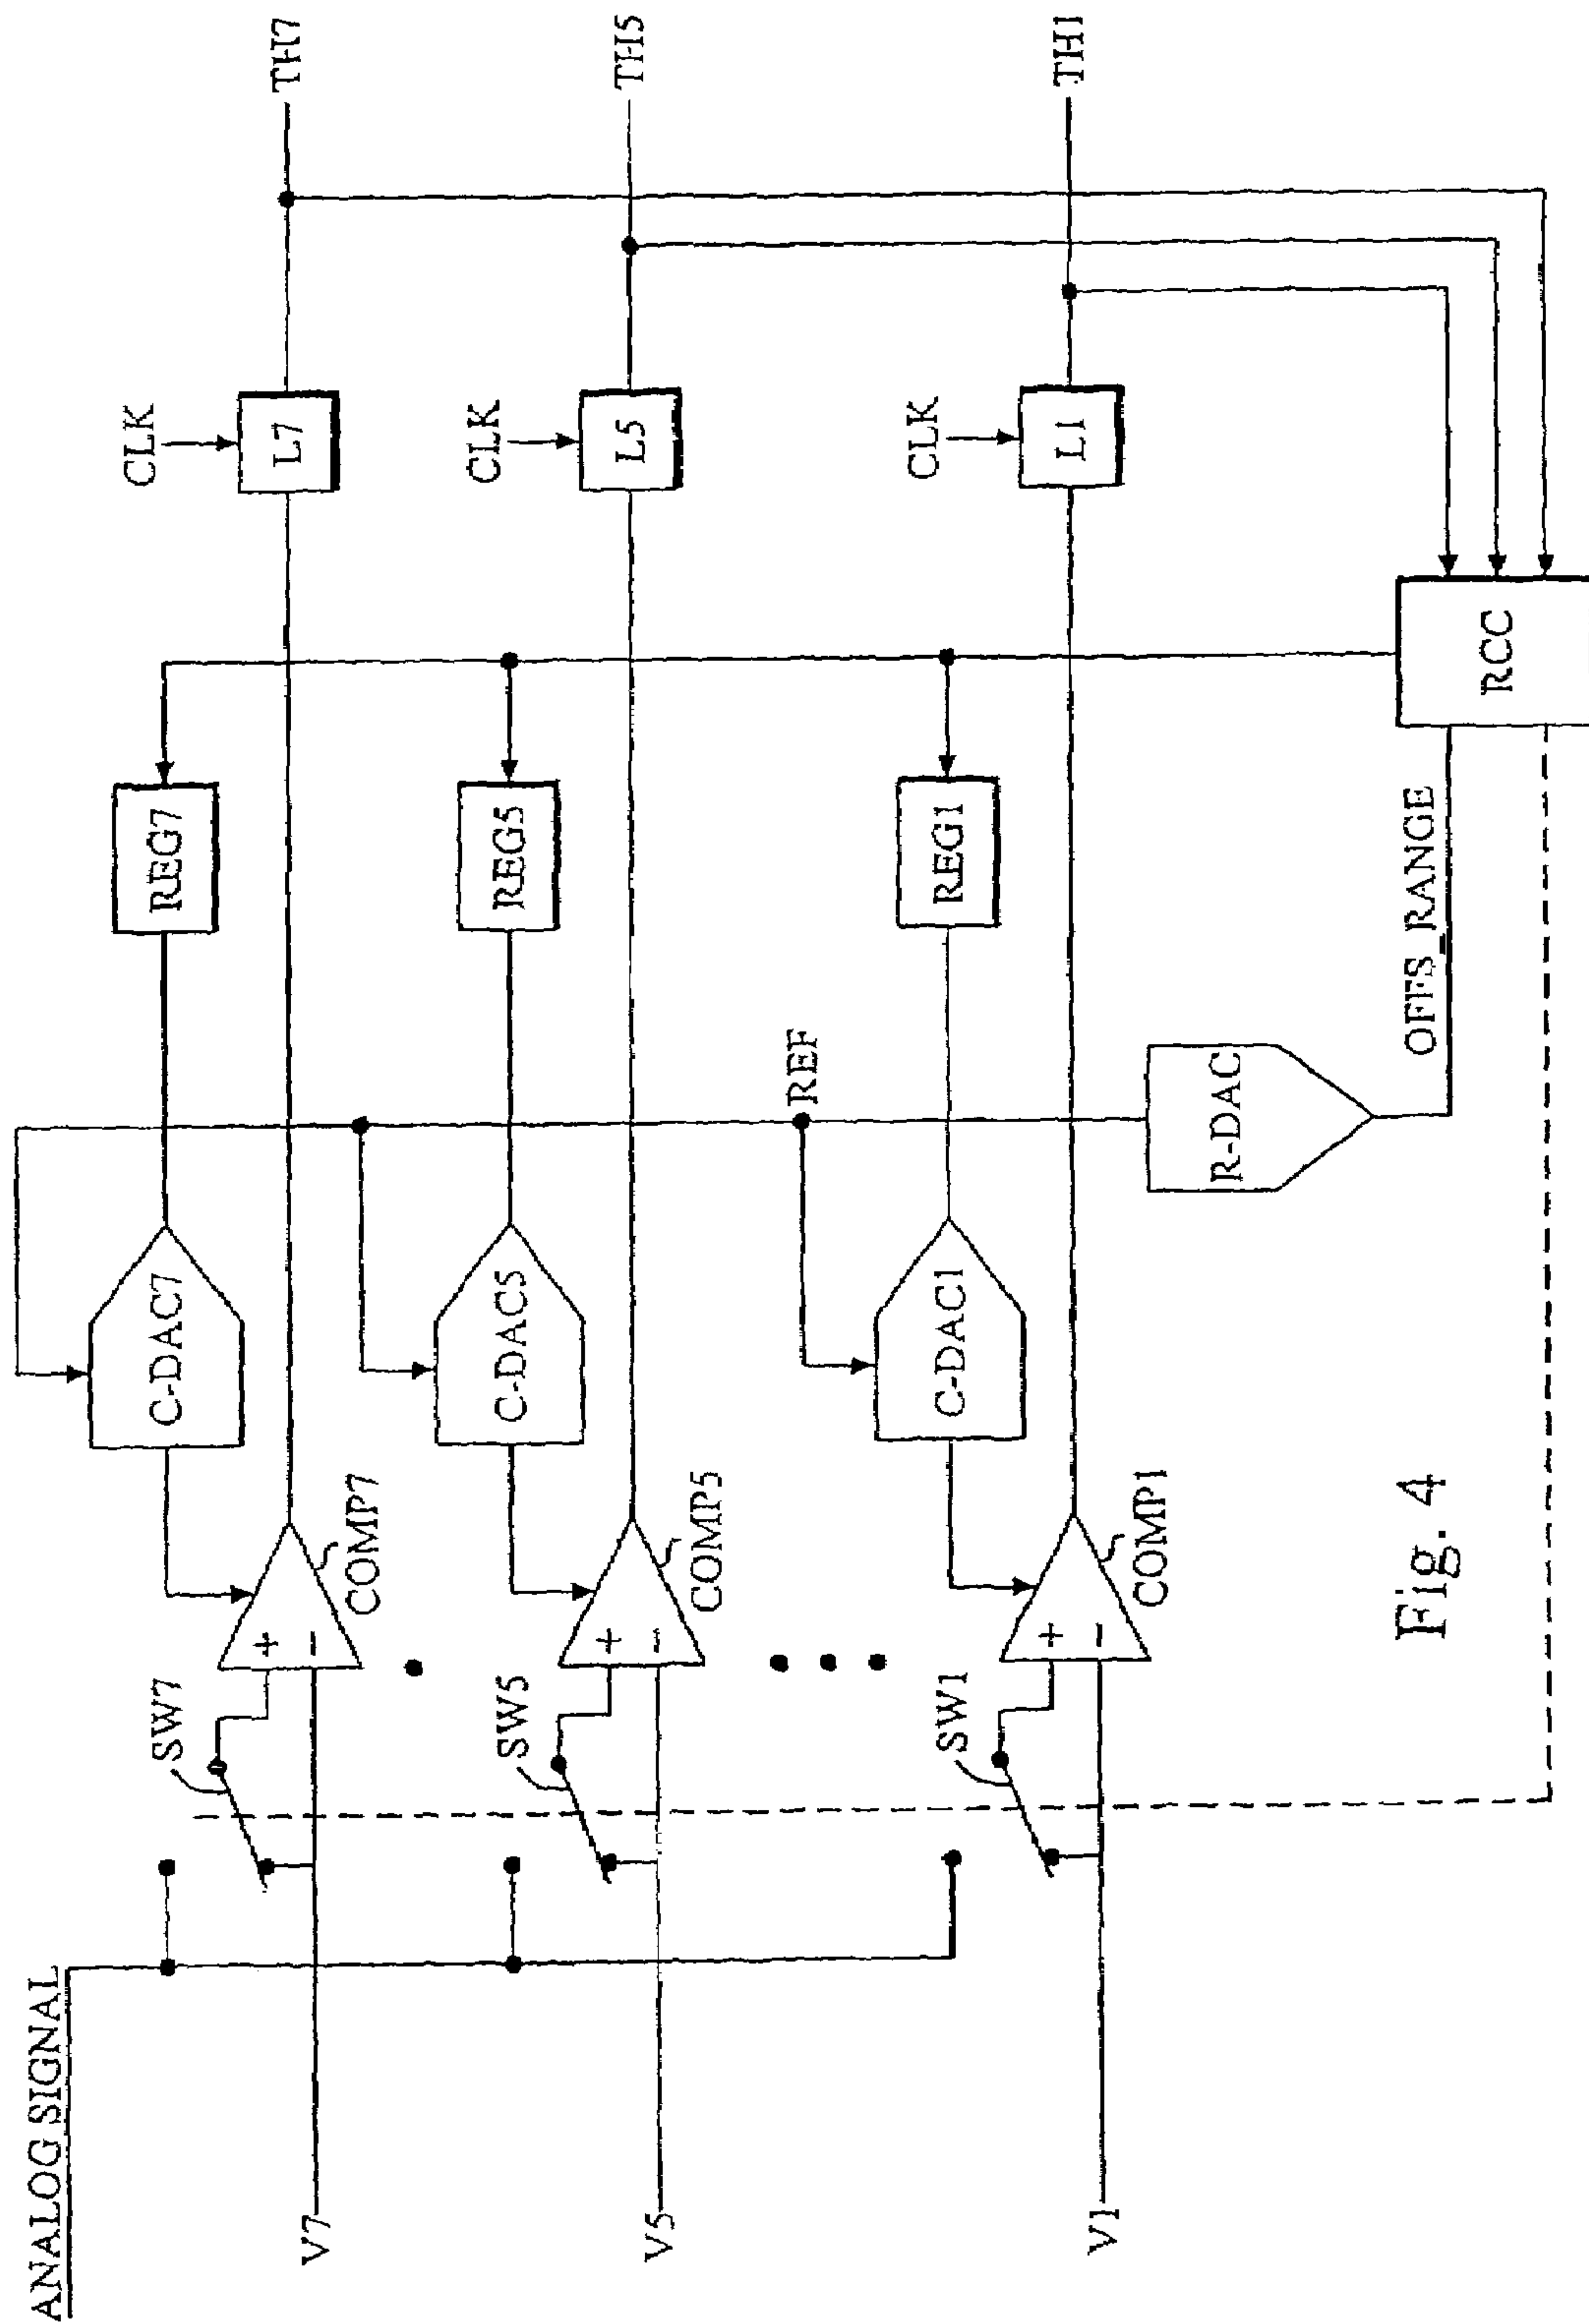 ANALOG SIGNAL
C-DAC7
REG7
CLK
SW7
+
−
L7
TH7
V7
COMP7
C-DAC5
REG5
CLK
SW5
+
−
L5
TH5
V5
COMP5
REF
C-DAC1
REG1
CLK
SW1
+
−
L1
TH1
V1
COMP1
R-DAC
OFFS_RANGE
RCC
Fig. 4